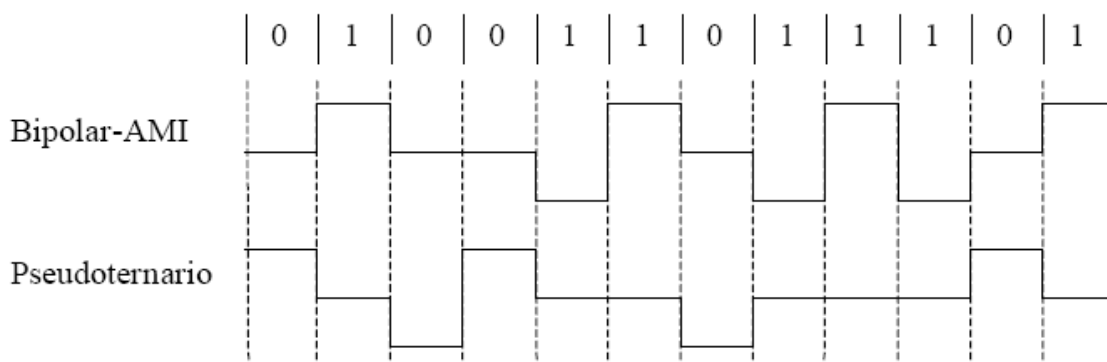 0 1 0 0 1 1 0 1 1 1 0 1
Bipolar-AMI
Pseudoternario